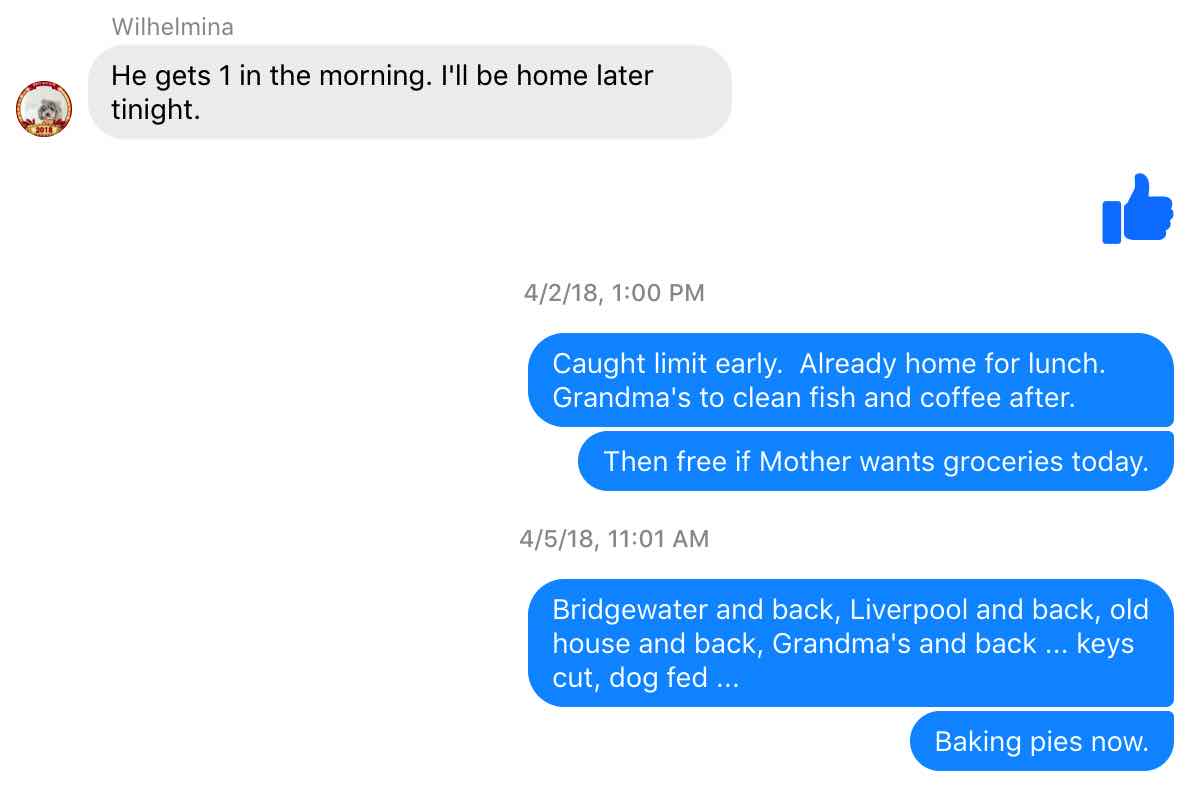 Wilhelmina
He gets 1 in the morning. I'll be home later
tinight.
2018
4/2/18, 1:00 PM
Caught limit early.  Already home for lunch.
Grandma's to clean fish and coffee after.
Then free if Mother wants groceries today.
4/5/18, 11:01 AM
Bridgewater and back, Liverpool and back, old
house and back, Grandma's and back ... keys
cut, dog fed ...
Baking pies now.